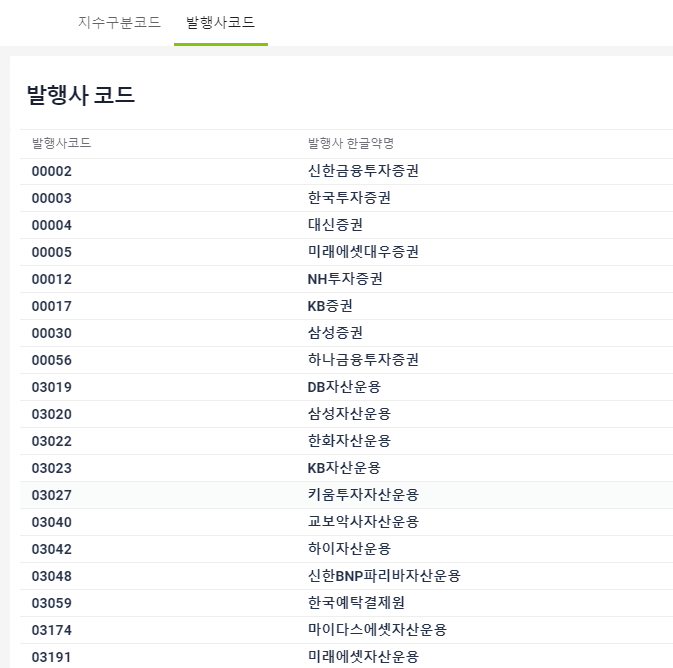 지수구분코드 발행사코드
발행사 코드
발행사코드 발행사 한글약명
00002 신한금융투자증권
00003 한국투자증권
00004 대신증권
00005 미래에셋대우증권
00012 NH투자증권
00017 KB증권
00030 삼성증권
00056 하나금융투자증권
03019 DB자산운용
03020 삼성자산운용
03022 한화자산운용
03023 KB자산운용
03027 키움투자자산운용
03040 교보악사자산운용
03042 하이자산운용
03048 신한BNP파리바자산운용
03059 한국예탁결제원
03174 마이다스에셋자산운용
03191 미래에셋자산운용